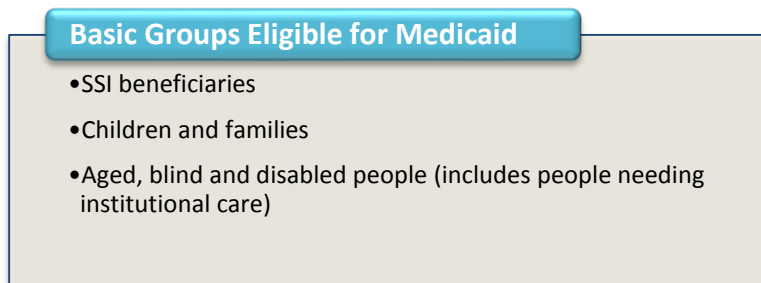 Basic Groups Eligible for Medicaid
•SSI beneficiaries
•Children and families
•Aged, blind and disabled people (includes people needing
institutional care)